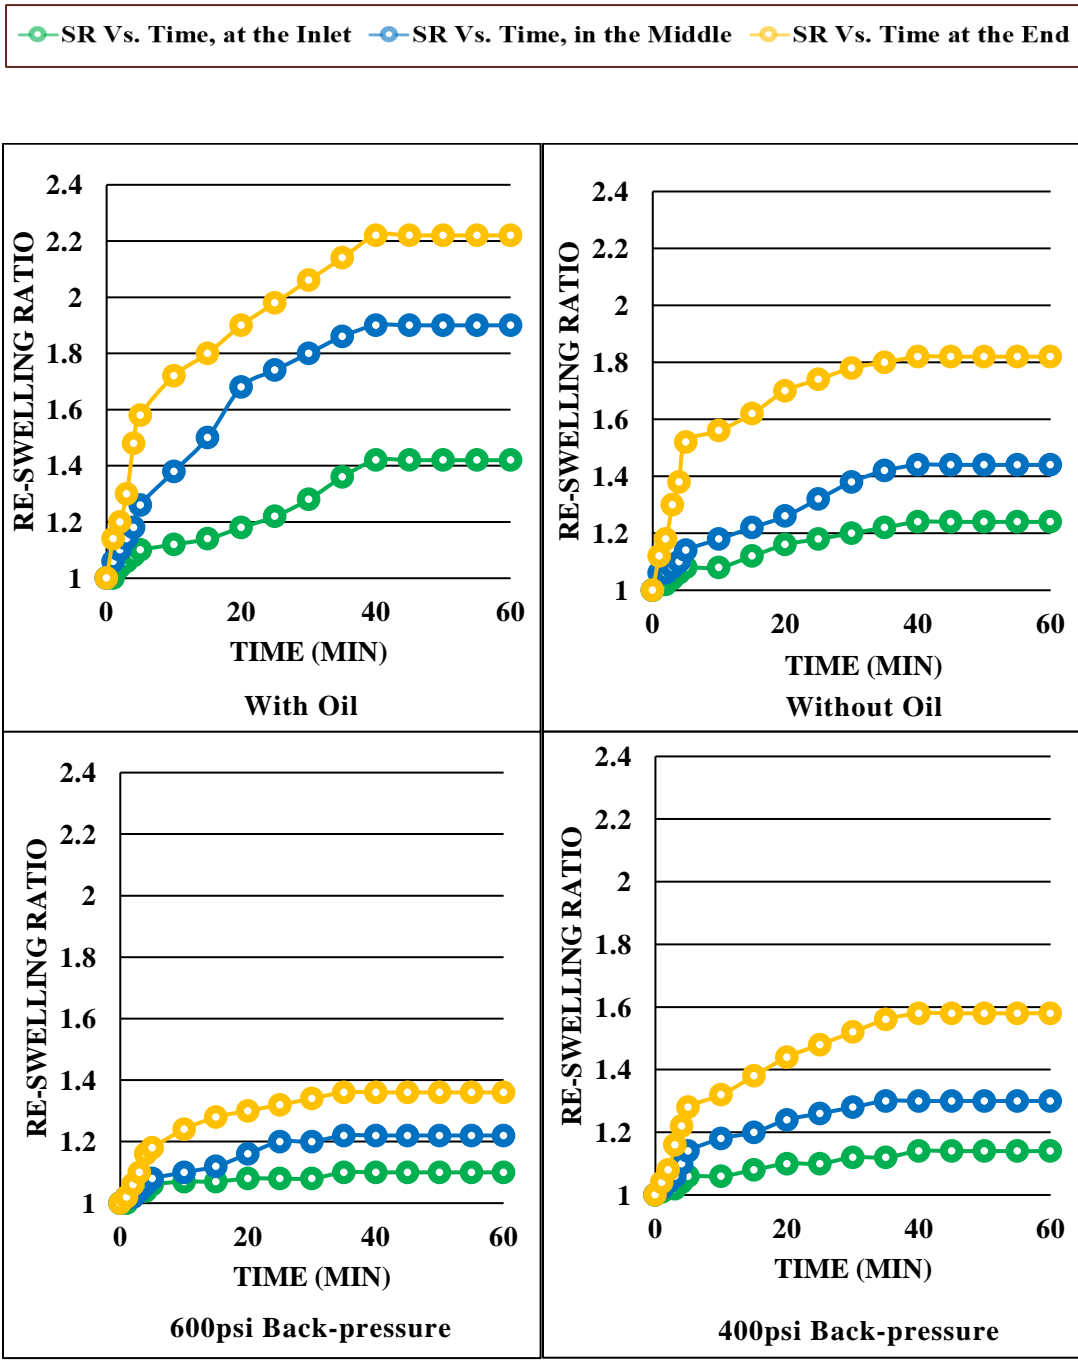 SR Vs. Time, at the Inlet SR Vs. Time, in the Middle SR Vs. Time at the End
RE-SWELLING RATIO
2.4
2.2
2
1.8
1.6
1.4
1.2
1
0 20 40 60
TIME (MIN)
With Oil
RE-SWELLING RATIO
2.4
2.2
2
1.8
1.6
1.4
1.2
1
0 20 40 60
TIME (MIN)
Without Oil
RE-SWELLING RATIO
2.4
2.2
2
1.8
1.6
1.4
1.2
1
0 20 40 60
TIME (MIN)
600psi Back-pressure
RE-SWELLING RATIO
2.4
2.2
2
1.8
1.6
1.4
1.2
1
0 20 40 60
TIME (MIN)
400psi Back-pressure